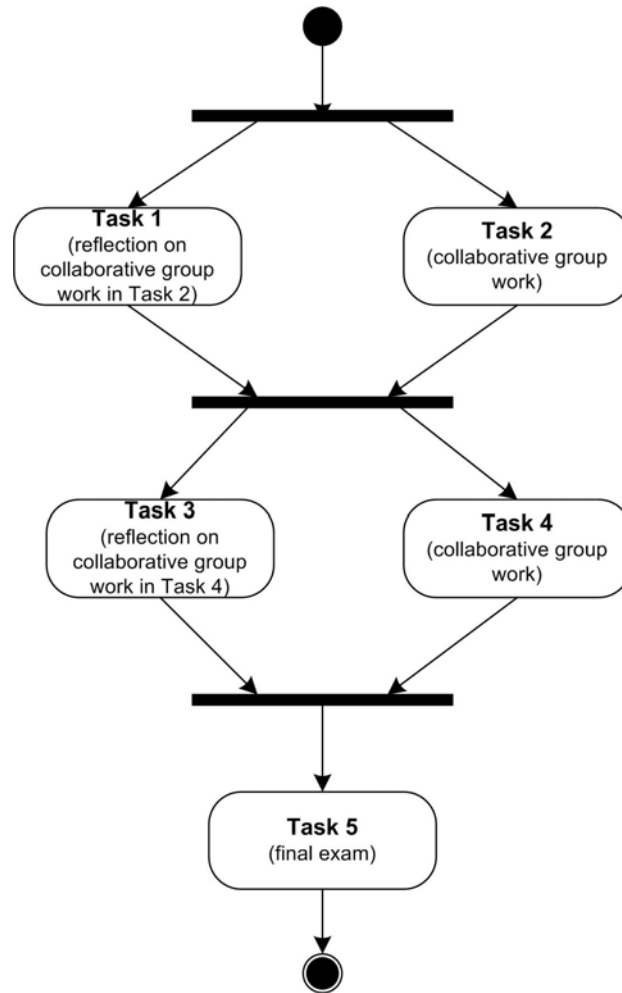 Task 1
(reflection on
collaborative group
work in Task 2)
Task 2
(collaborative group
work)
Task 3
(reflection on
collaborative group
work in Task 4)
Task 4
(collaborative group
work)
Task 5
(final exam)